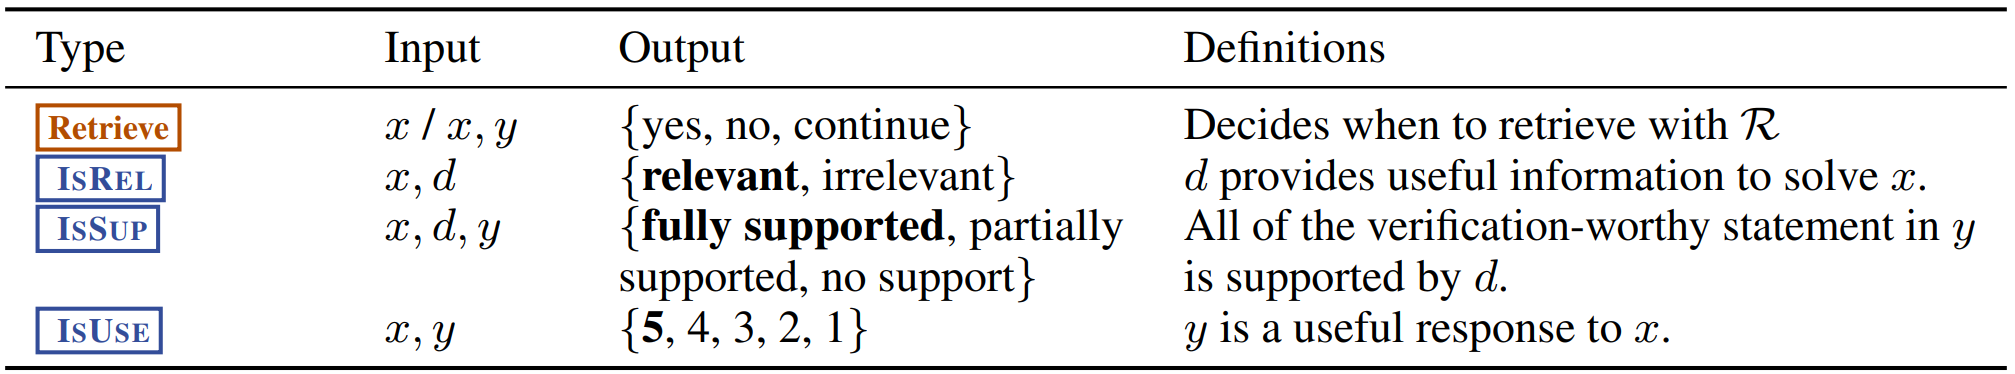 Type Input Output Definitions
Retrieve x / x, y {yes, no, continue} Decides when to retrieve with R
ISREL x, d {relevant, irrelevant} d provides useful information to solve x.
ISSUP x, d, y {fully supported, partially All of the verification-worthy statement in y
supported, no support} is supported by d.
ISUSE x, y {5, 4, 3, 2, 1} y is a useful response to x.